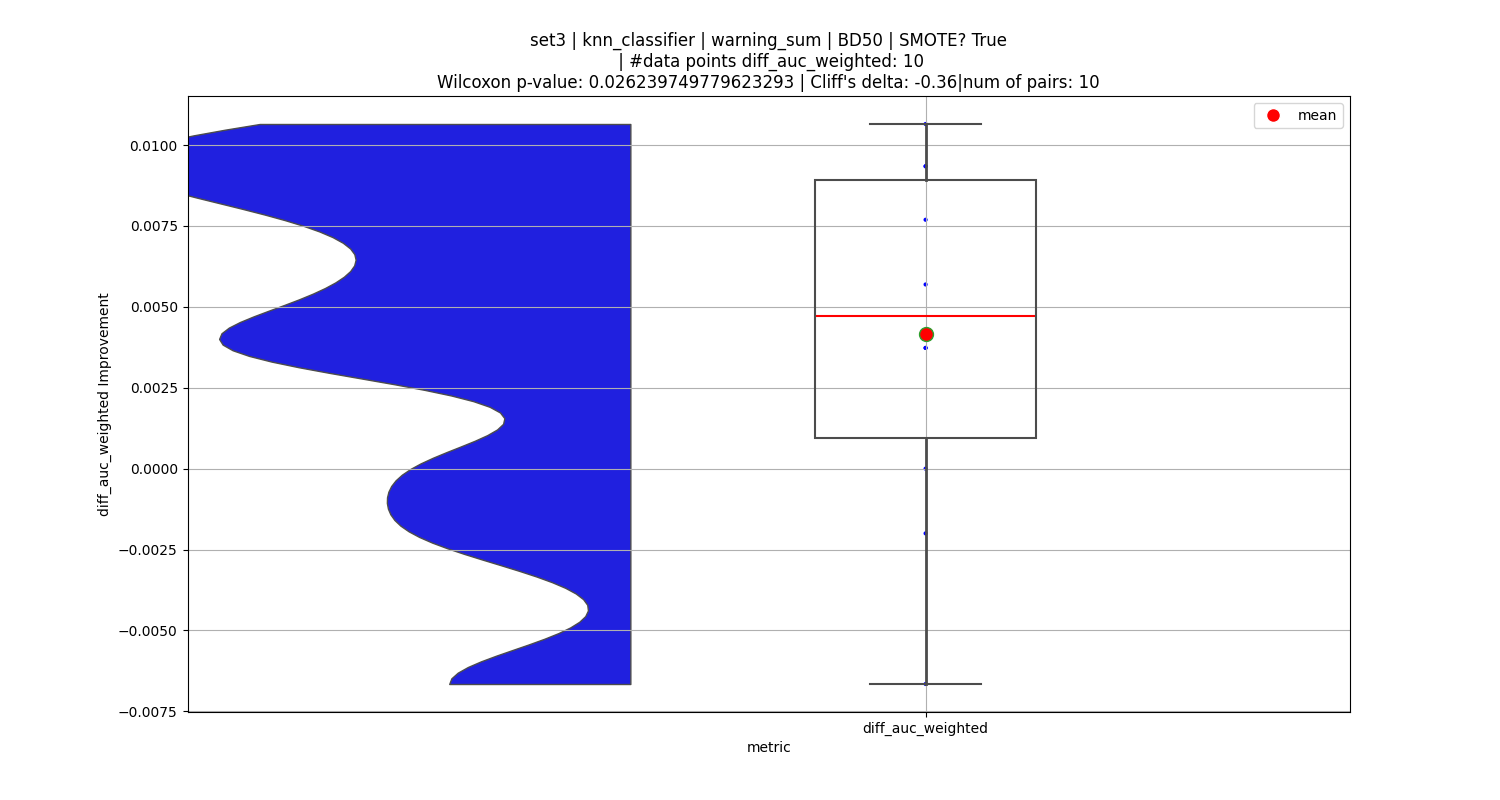 set3 | knn_classifier | warning_sum | BD50 | SMOTE? True
| #data points diff_auc_weighted: 10
Wilcoxon p-value: 0.026239749779623293 | Cliff's delta: -0.36|num of pairs: 10
mean
0.0100
0.0075
0.0050
0.0025
0.0000
−0.0025
−0.0050
−0.0075
diff_auc_weighted Improvement
diff_auc_weighted
metric